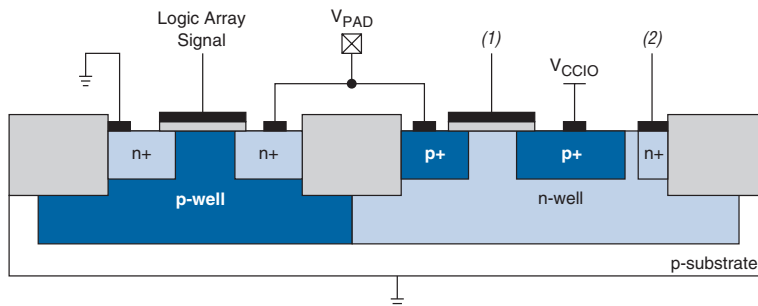 Logic Array
Signal
VPAD
(1)
(2)
VCCIO
n+
n+
p+
p+
n+
p-well
n-well
p-substrate